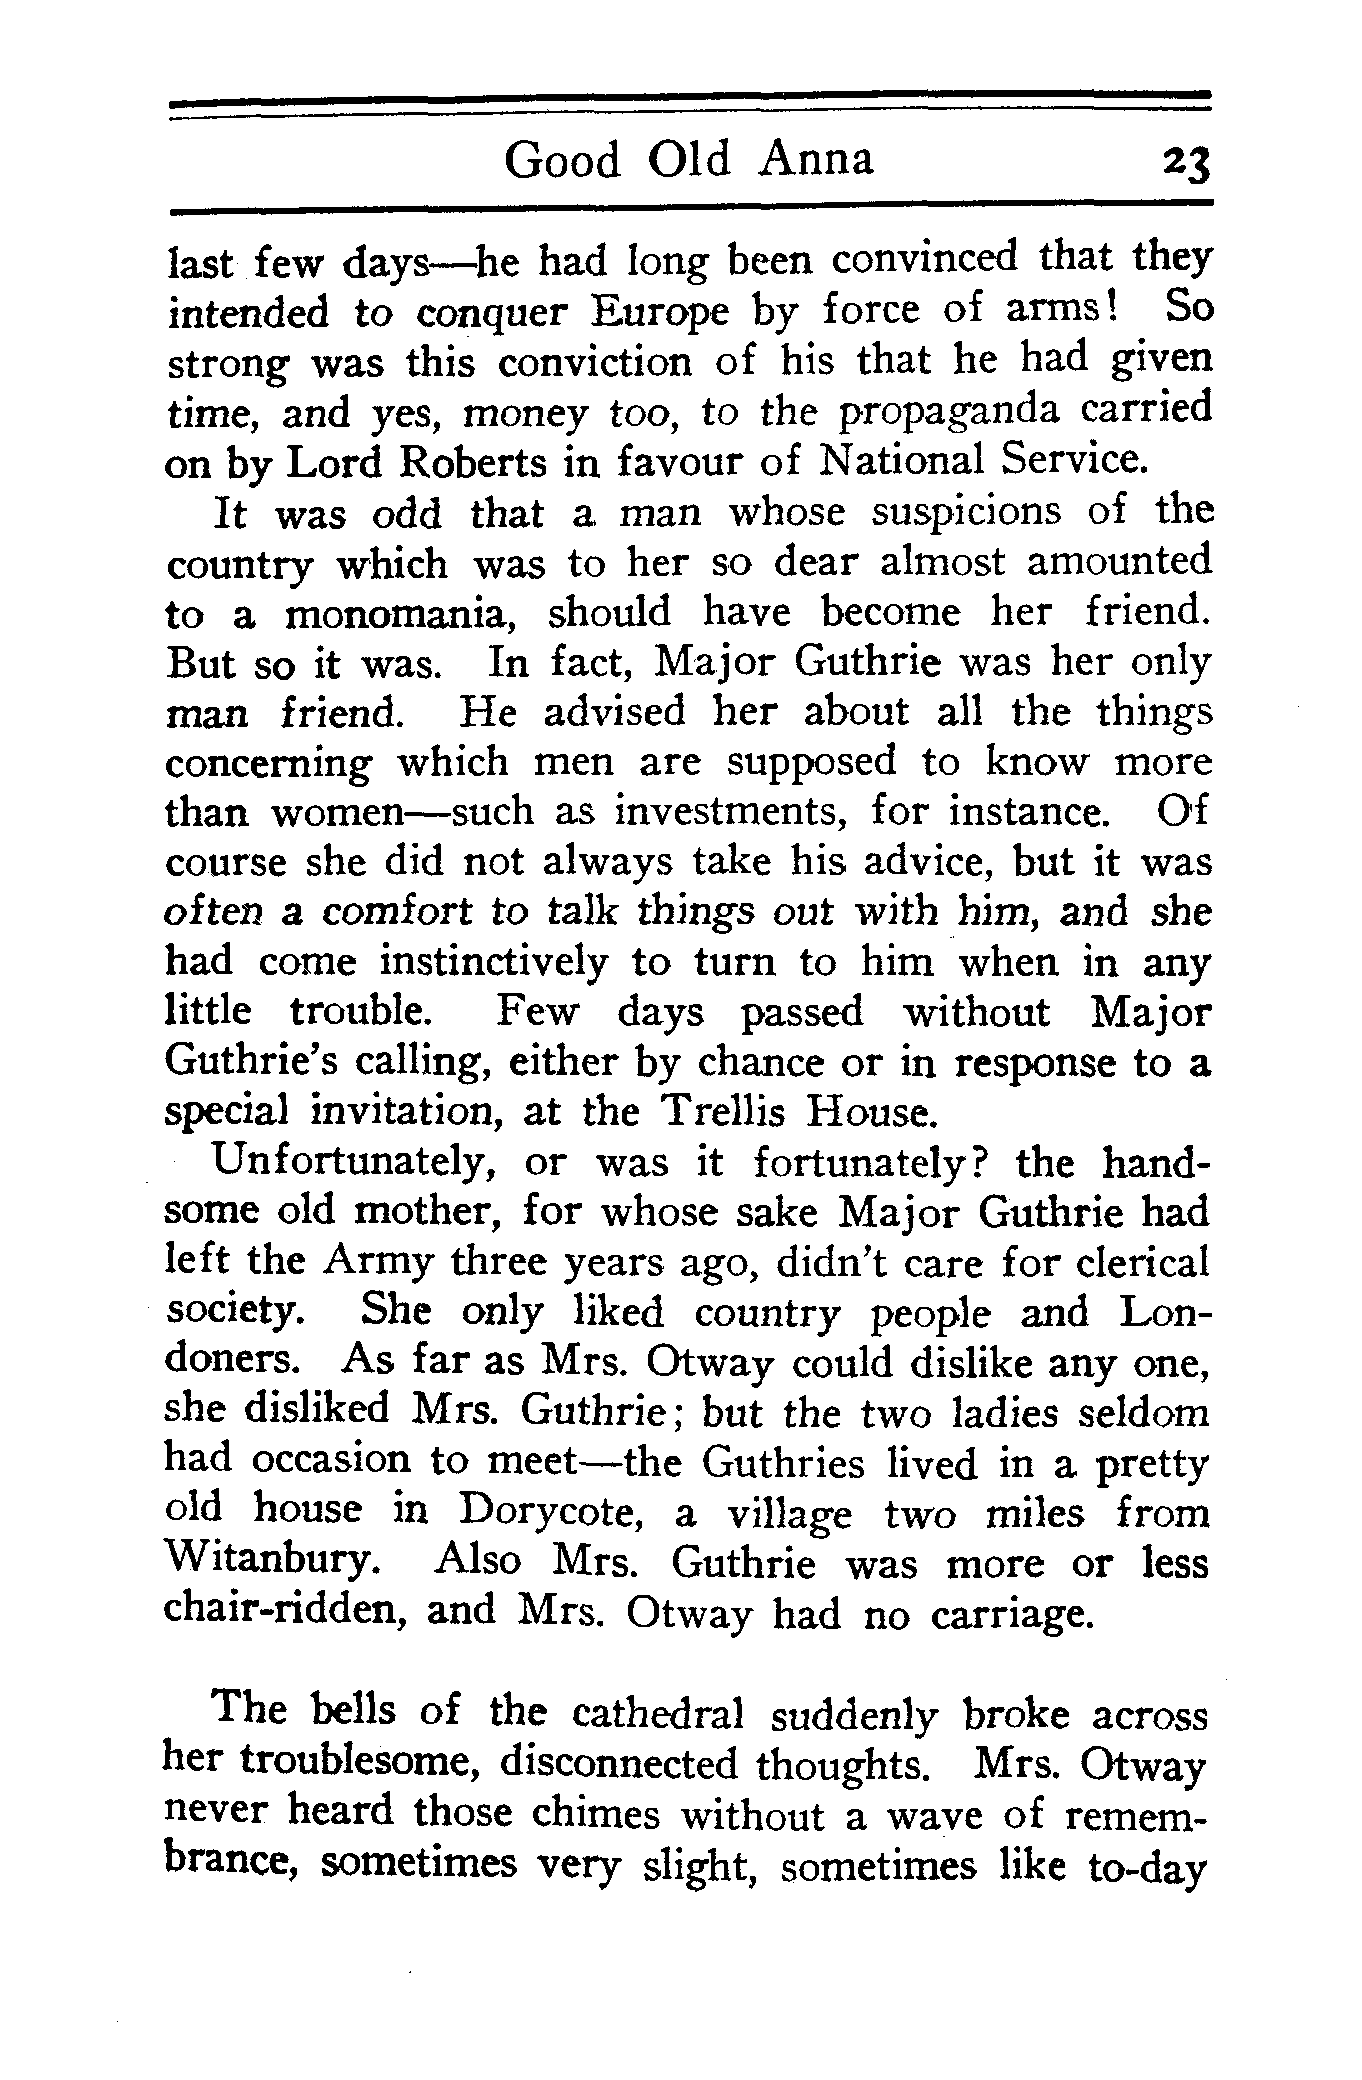 Good Old Anna 23
last few days—he had long been convinced that they
intended to conquer Europe by force of arms! So
strong was this conviction of his that he had given
time, and yes, money too, to the propaganda carried
on by Lord Roberts in favour of National Service.
It was odd that a man whose suspicions of the
country which was to her so dear almost amounted
to a monomania, should have become her friend.
But so it was. In fact, Major Guthrie was her only
man friend. He advised her about all the things
concerning which men are supposed to know more
than women—such as investments, for instance. Of
course she did not always take his advice, but it was
often a comfort to talk things out with him, and she
had come instinctively to turn to him when in any
little trouble. Few days passed without Major
Guthrie's calling, either by chance or in response to a
special invitation, at the Trellis House.
Unfortunately, or was it fortunately? the hand-
some old mother, for whose sake Major Guthrie had
left the Army three years ago, didn't care for clerical
society. She only liked country people and Lon-
doners. As far as Mrs. Otway could dislike any one,
she disliked Mrs. Guthrie; but the two ladies seldom
had occasion to meet—the Guthries lived in a pretty
old house in Dorycote, a village two miles from
Witanbury. Also Mrs. Guthrie was more or less
chair-ridden, and Mrs. Otway had no carriage.
The bells of the cathedral suddenly broke across
her troublesome, disconnected thoughts. Mrs. Otway
never heard those chimes without a wave of remem-
brance, sometimes very slight, sometimes like to-day